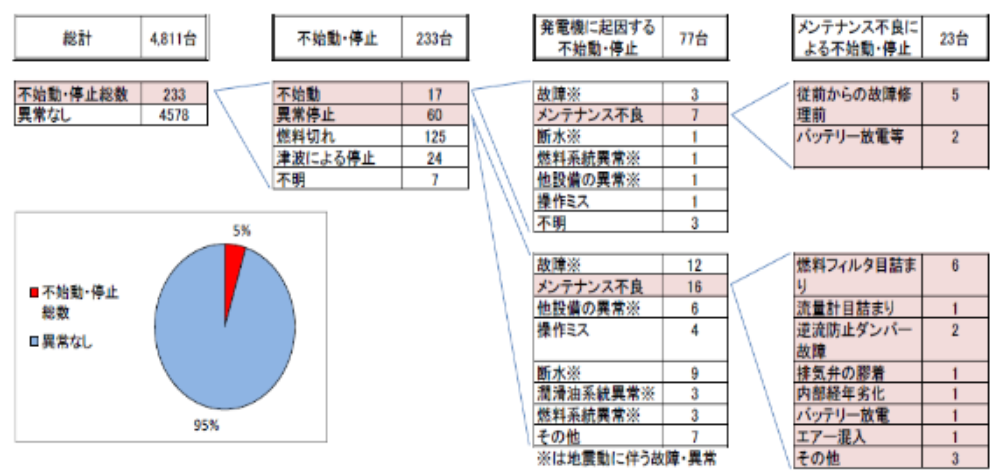 総計 4,811台
不始動・停止 233台
発電機に起因する
不始動・停止 77台
メンテナンス不良に
よる不始動・停止 23台
不始動・停止総数 233
異常なし 4578
不始動 17
異常停止 60
燃料切れ 125
津波による停止 24
不明 7
故障※ 3
メンテナンス不良 7
断水※ 1
燃料系統異常※ 1
他設備の異常※ 1
操作ミス 1
不明 3
従前からの故障修
理前 5
バッテリー放電等 2
5%
不始動・停止
総数
異常なし
95%
故障※ 12
メンテナンス不良 16
他設備の異常※ 6
操作ミス 4
断水※ 9
潤滑油系統異常※ 3
燃料系統異常※ 3
その他 7
※は地震動に伴う故障・異常
燃料フィルタ目詰ま
り 6
流量計目詰まり 1
逆流防止ダンパー
故障 2
排気弁の膠着 1
内部経年劣化 1
バッテリー放電 1
エアー混入 1
その他 3